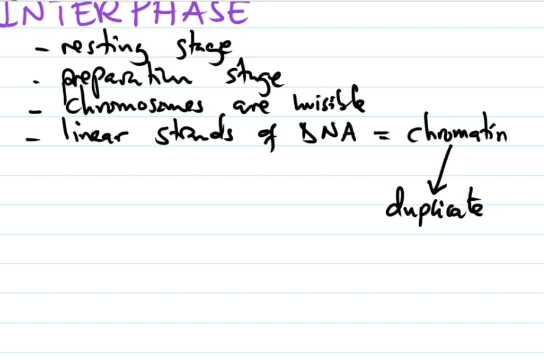 INTERPHASE
- resting stage
- preparation stage
- chromosomes are invisible
- linear strands of DNA = chromatin
duplicate